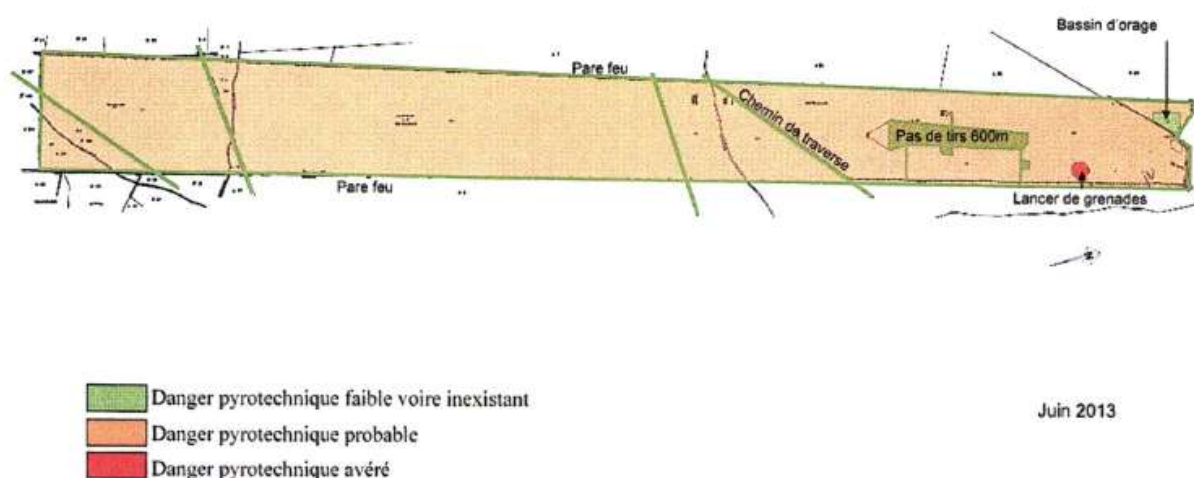 Bassin d'orage
Pare feu
Chemin de traverse
Pas de tirs 600m
Pare feu
Lancer de grenades
Danger pyrotechnique faible voire inexistant
Danger pyrotechnique probable
Danger pyrotechnique avéré
Juin 2013